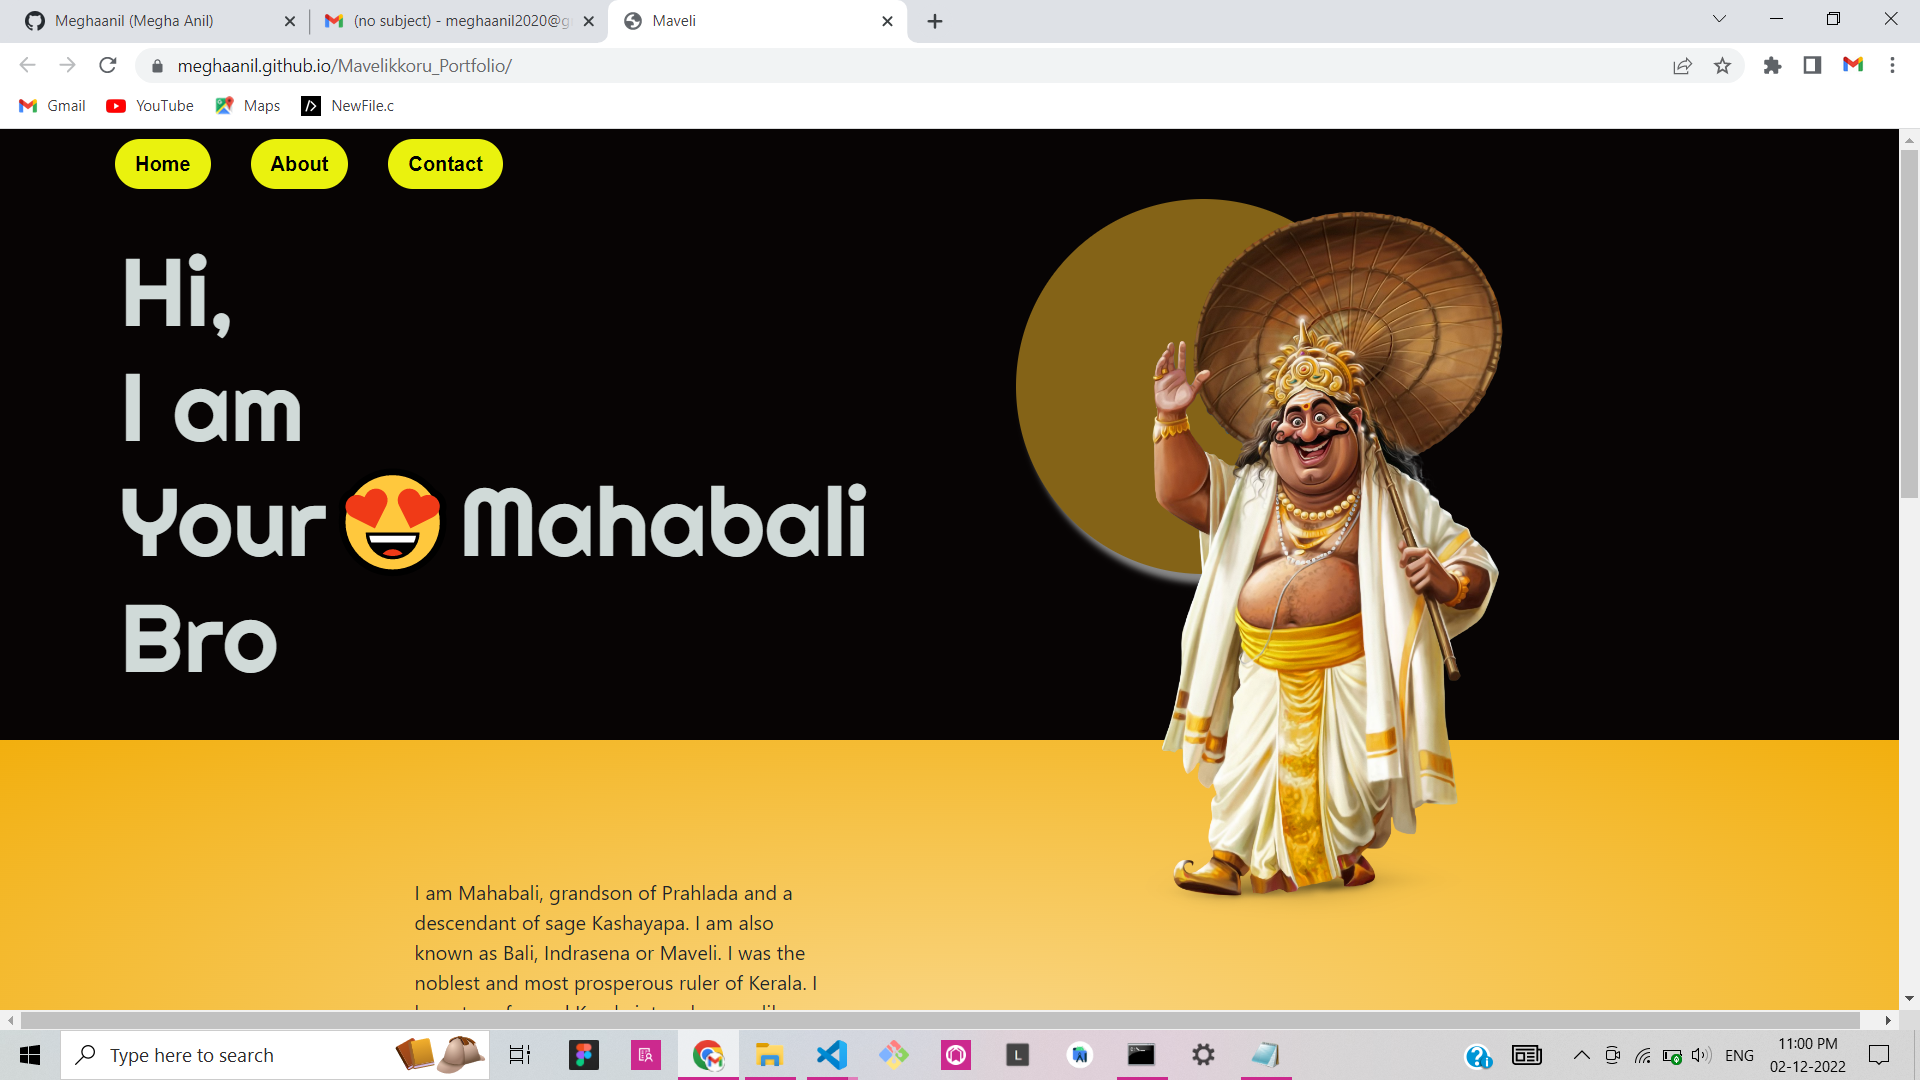 Meghaanil (Megha Anil)
(no subject) - meghaanil2020@g
Maveli
meghaanil.github.io/Mavelikkoru_Portfolio/
Gmail
YouTube
Maps
NewFile.c
Home
About
Contact
Hi,
I am
Your 😍 Mahabali
Bro
I am Mahabali, grandson of Prahlada and a
descendant of sage Kashayapa. I am also
known as Bali, Indrasena or Maveli. I was the
noblest and most prosperous ruler of Kerala. I
Type here to search
L
ENG
11:00 PM
02-12-2022